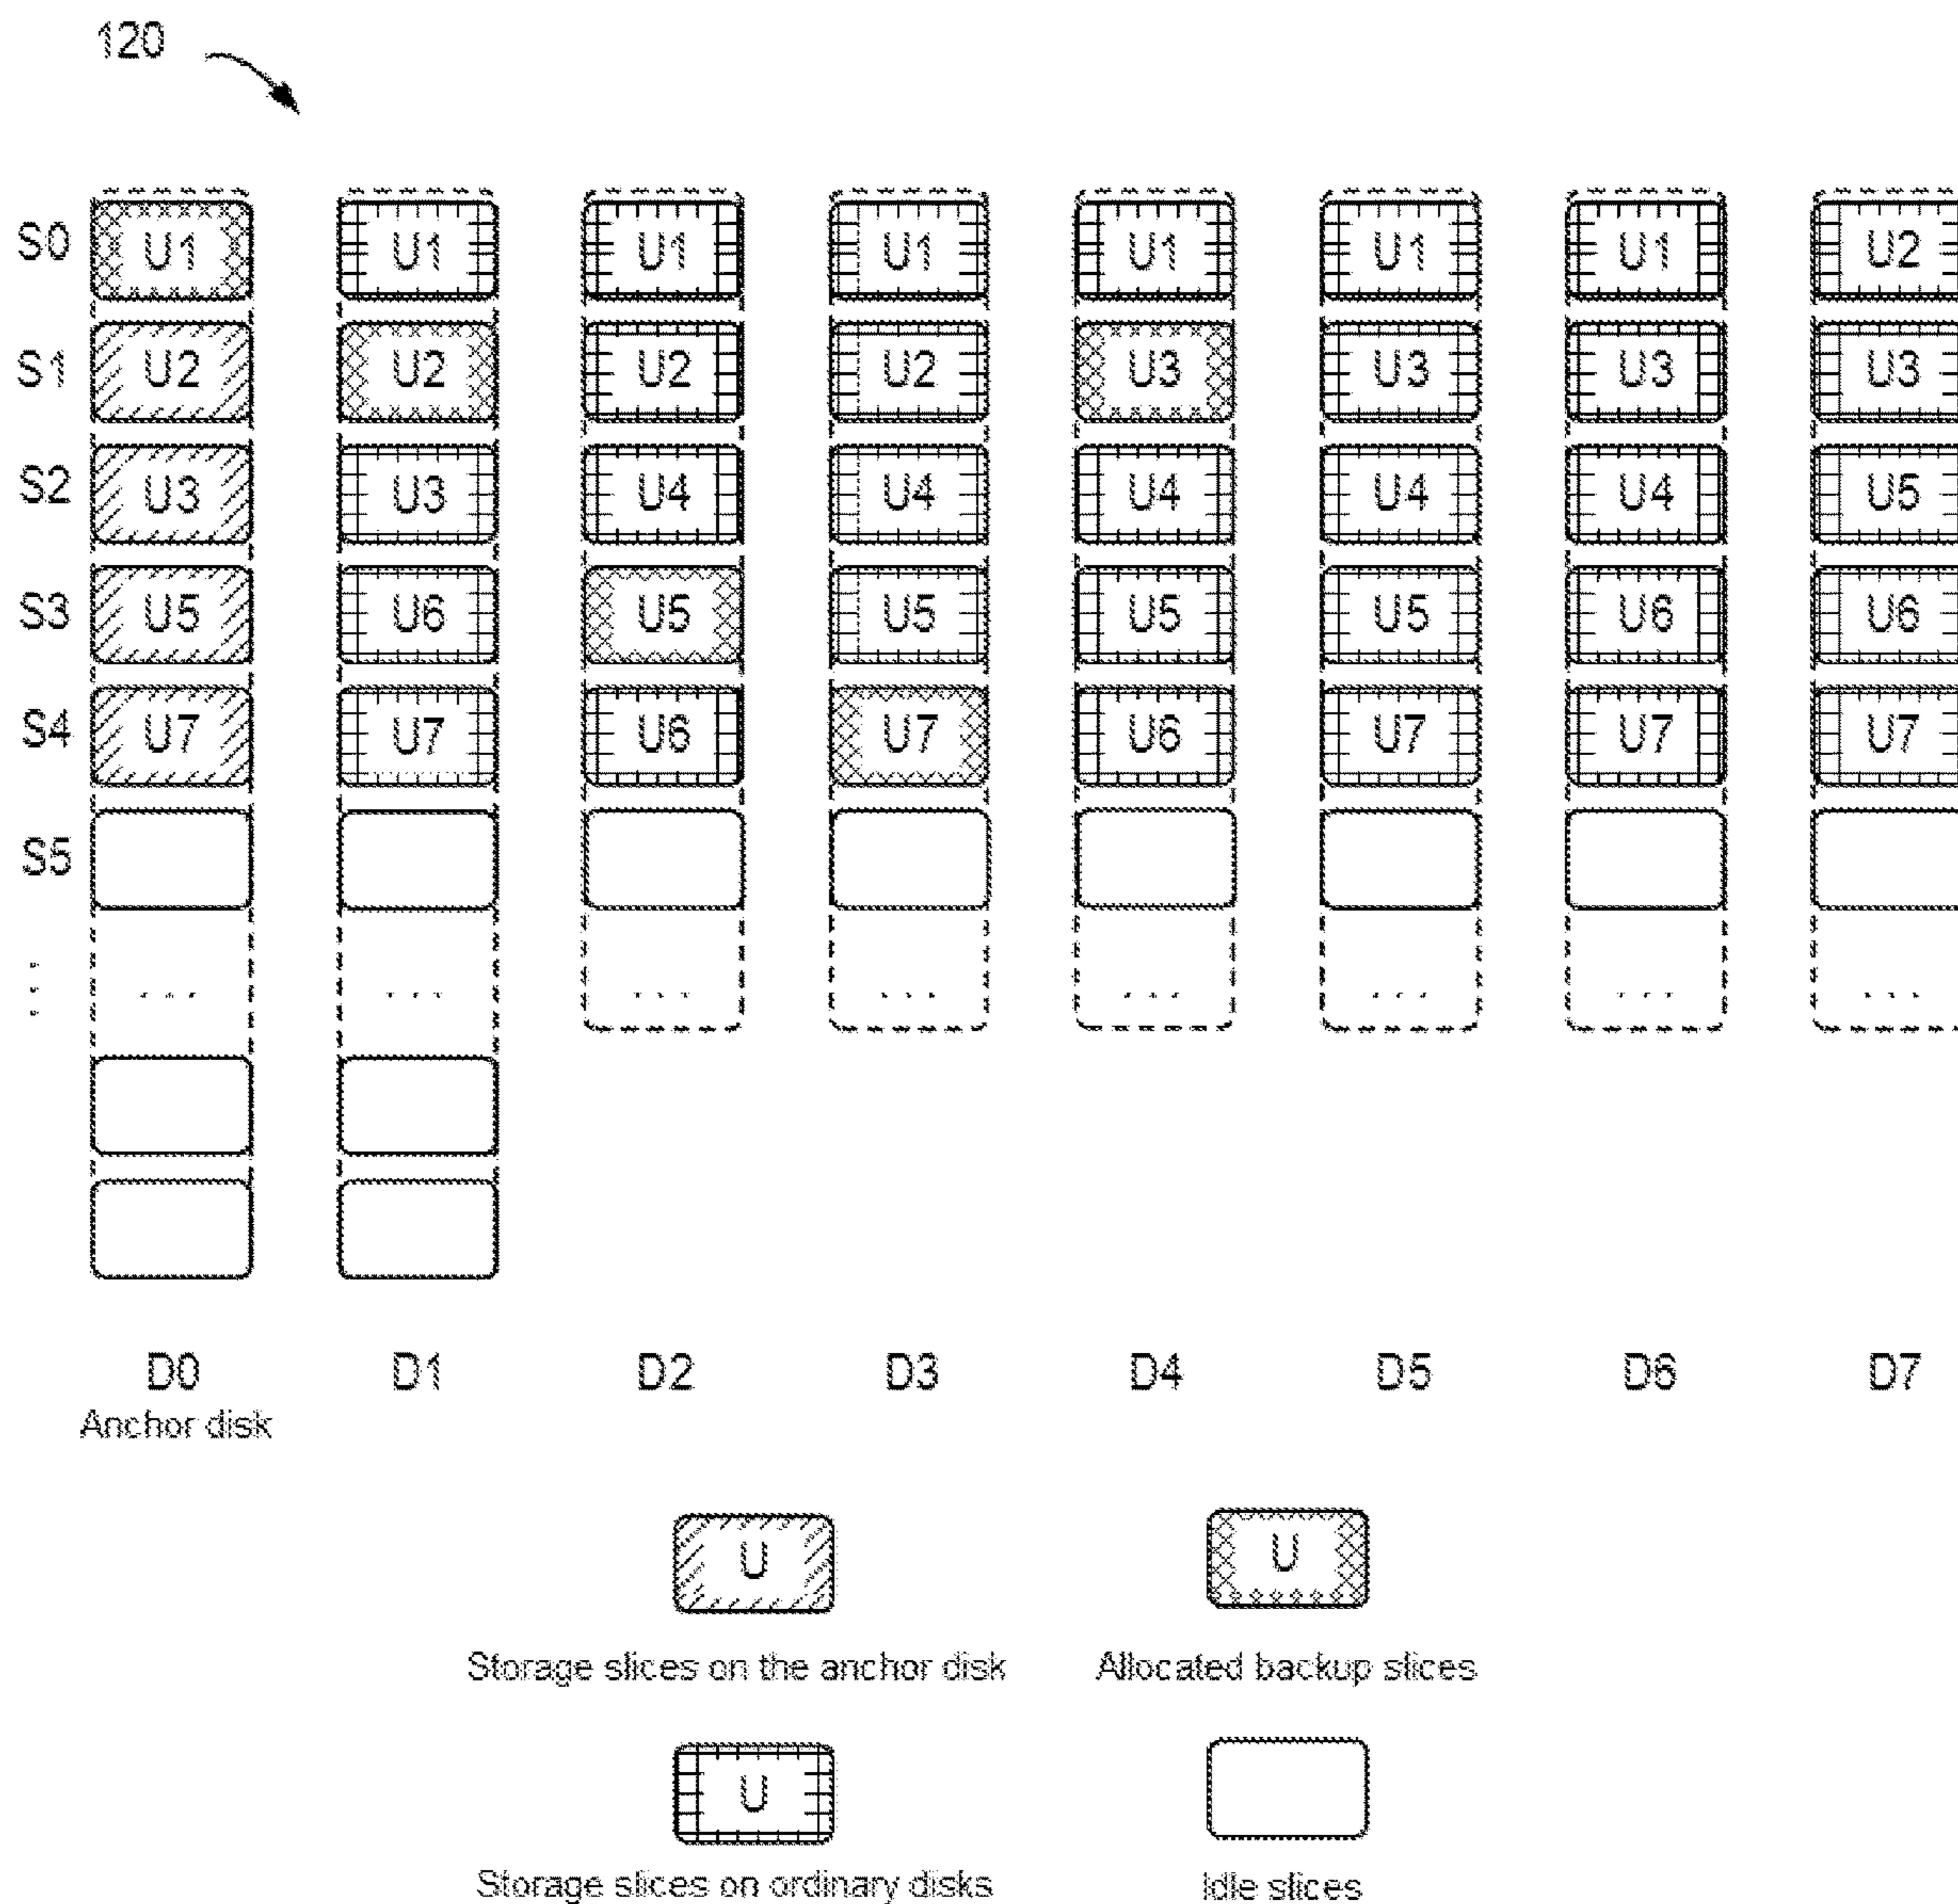 120
S0 U1 U1 U1 U1 U1 U1 U1 U2
S1 U2 U2 U2 U2 U3 U3 U3 U3
S2 U3 U3 U4 U4 U4 U4 U4 U5
S3 U5 U6 U5 U5 U5 U5 U6 U6
S4 U7 U7 U6 U7 U6 U7 U7 U7
S5
... ... ... ... ... ... ... ...
D0 D1 D2 D3 D4 D5 D6 D7
Anchor disk
U U
Storage slices on the anchor disk Allocated backup slices
U
Storage slices on ordinary disks Idle slices